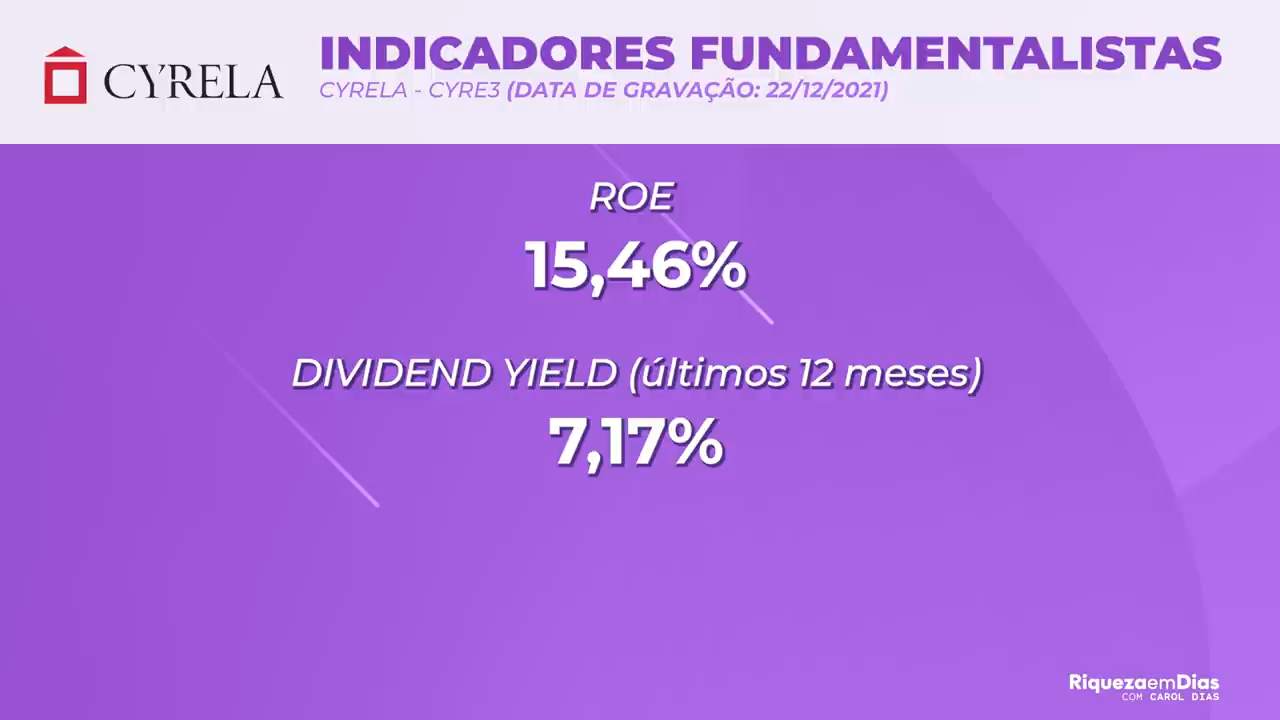 CYRELA
INDICADORES FUNDAMENTALISTAS
CYRELA - CYRE3 (DATA DE GRAVAÇÃO: 22/12/2021)
ROE
15,46%
DIVIDEND YIELD (últimos 12 meses)
7,17%
RiquezaemDias
COM CAROL DIAS